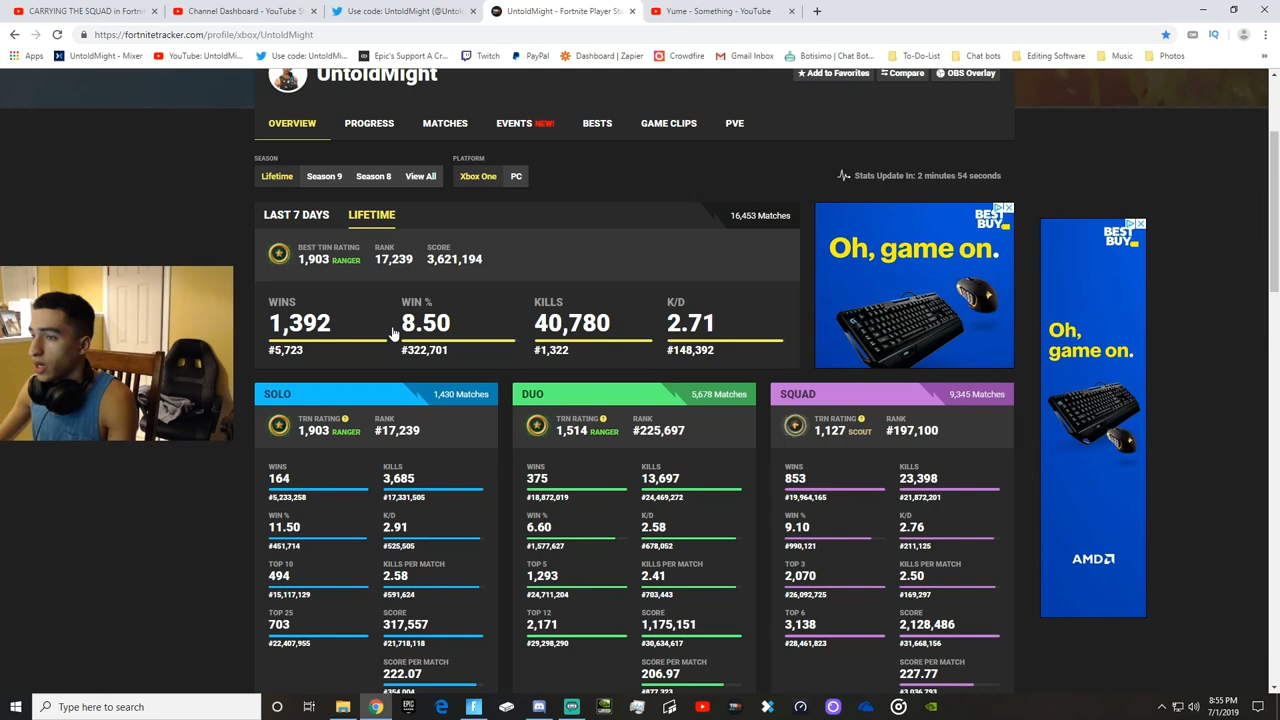 CARRYING THE SQUAD in Fortnit
Channel Dashboard - YouTube St
Use code: UntoldMight (@Untolc
UntoldMight - Fortnite Player St
Yume - Something - YouTube
https://fortnitetracker.com/profile/xbox/UntoldMight
Apps
UntoldMight - Mixer
YouTube: UntoldMi...
Use code: UntoldMi...
Epic's Support A Cr...
Twitch
PayPal
Dashboard | Zapier
Crowdfire
Gmail Inbox
Botisimo | Chat Bot...
To-Do-List
Chat bots
Editing Software
Music
Photos
UntoldMight
Add to Favorites
Compare
OBS Overlay
OVERVIEW PROGRESS MATCHES EVENTS NEW! BESTS GAME CLIPS PVE
SEASON
PLATFORM
Lifetime Season 9 Season 8 View All
Xbox One PC
Stats Update In: 2 minutes 54 seconds
LAST 7 DAYS LIFETIME
16,453 Matches
BEST TRN RATING RANK SCORE
1,903 RANGER 17,239 3,621,194
WINS WIN % KILLS K/D
1,392 8.50 40,780 2.71
#5,723 #322,701 #1,322 #148,392
BEST BUY
Oh, game on.
BEST BUY
Oh,
game on.
AMD
SOLO 1,430 Matches
TRN RATING RANK
1,903 RANGER #17,239
WINS KILLS
164 3,685
#5,233,258 #17,331,505
WIN % K/D
11.50 2.91
#451,714 #525,505
TOP 10 KILLS PER MATCH
494 2.58
#15,117,129 #591,624
TOP 25 SCORE
703 317,557
#22,407,955 #21,718,118
SCORE PER MATCH
222.07
#354,004
DUO 5,678 Matches
TRN RATING RANK
1,514 RANGER #225,697
WINS KILLS
375 13,697
#18,872,019 #24,469,272
WIN % K/D
6.60 2.58
#1,577,627 #678,052
TOP 5 KILLS PER MATCH
1,293 2.41
#24,711,204 #703,443
TOP 12 SCORE
2,171 1,175,151
#29,298,290 #30,634,617
SCORE PER MATCH
206.97
#877,323
SQUAD 9,345 Matches
TRN RATING RANK
1,127 SCOUT #197,100
WINS KILLS
853 23,398
#19,964,165 #21,872,201
WIN % K/D
9.10 2.76
#990,121 #211,125
TOP 3 KILLS PER MATCH
2,070 2.50
#26,092,725 #169,297
TOP 6 SCORE
3,138 2,128,486
#28,461,823 #31,668,156
SCORE PER MATCH
227.77
#3,036,793
Type here to search
8:55 PM
7/1/2019